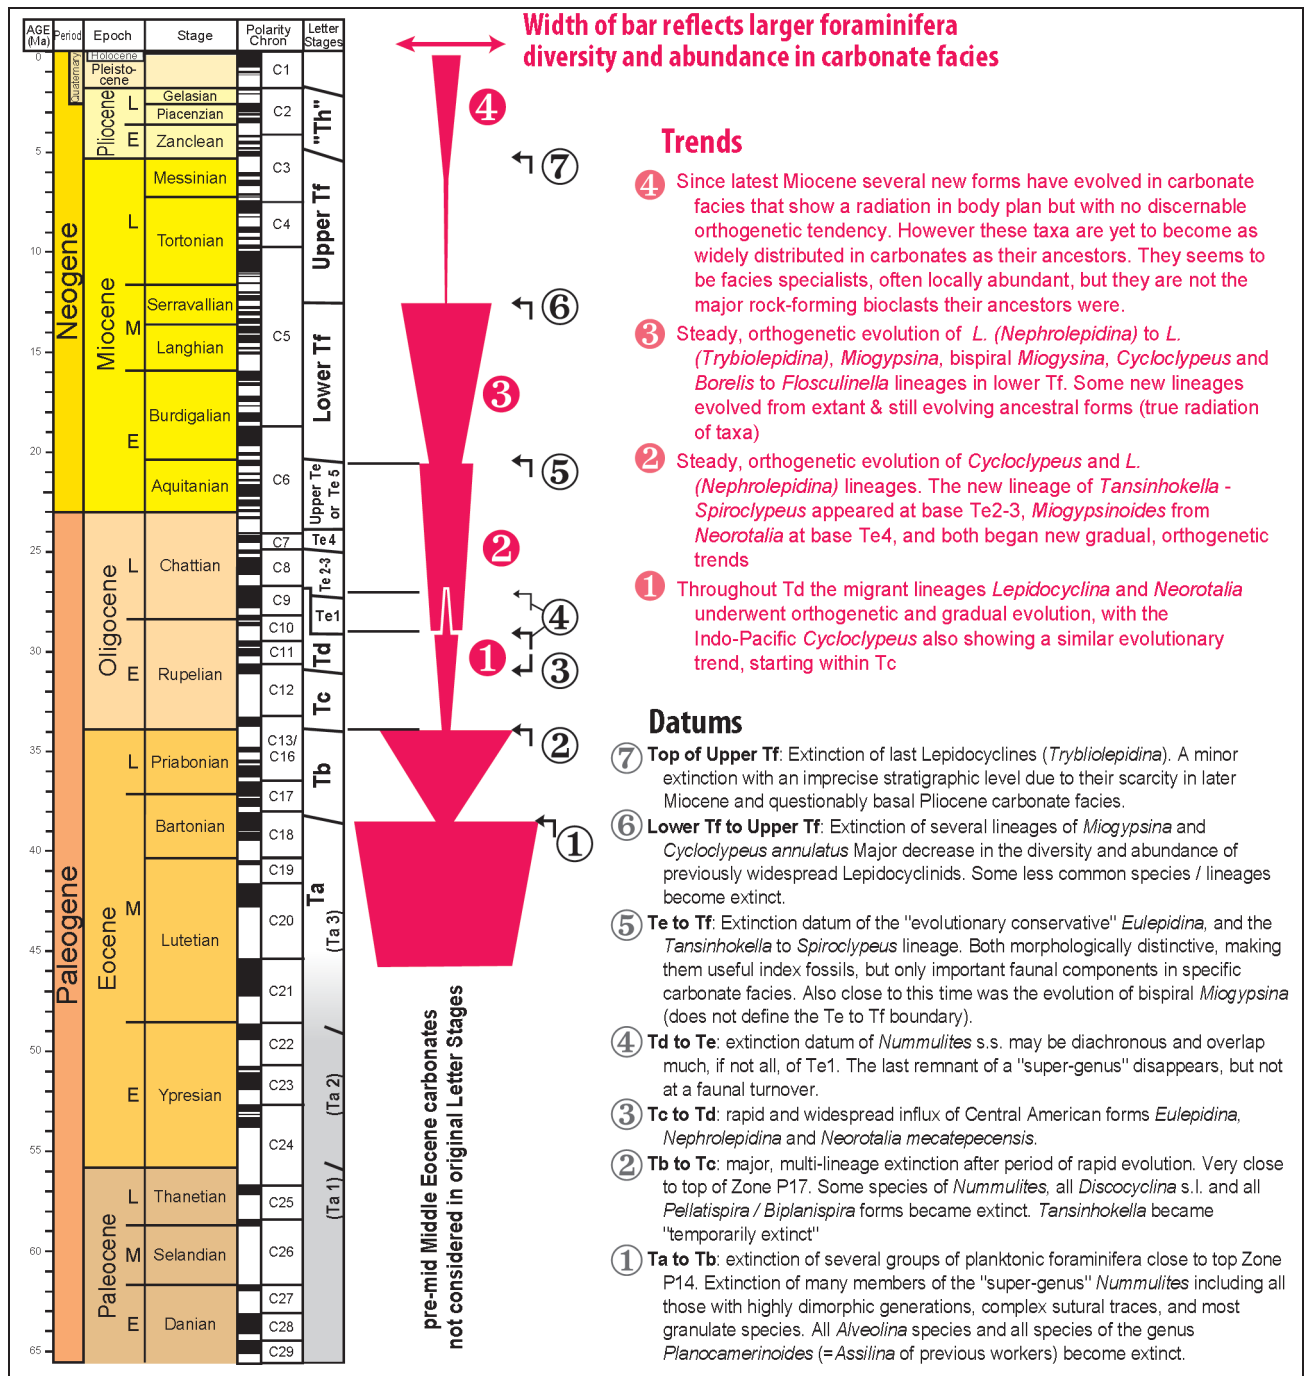 AGE (Ma)
Period
Epoch
Stage
Polarity Chron
Letter Stages
Width of bar reflects larger foraminifera
diversity and abundance in carbonate facies
0
5
10
15
20
25
30
35
40
45
50
55
60
65
Quaternary
Neogene
Paleogene
Holocene
Pleisto-
cene
Pliocene
L
E
Miocene
L
M
E
Oligocene
L
E
Eocene
L
M
E
Paleocene
L
M
E
Gelasian
Piacenzian
Zanclean
Messinian
Tortonian
Serravallian
Langhian
Burdigalian
Aquitanian
Chattian
Rupelian
Priabonian
Bartonian
Lutetian
Ypresian
Thanetian
Selandian
Danian
C1
C2
C3
C4
C5
C6
C7
C8
C9
C10
C11
C12
C13/
C16
C17
C18
C19
C20
C21
C22
C23
C24
C25
C26
C27
C28
C29
"Th"
Upper Tf
Lower Tf
Upper Te
or Te 5
Te4
Te 2-3
Te1
Td
Tc
Tb
Ta
(Ta 3)
(Ta 2)
(Ta 1)
4
3
2
1
7
6
5
4
3
2
1
pre-mid Middle Eocene carbonates
not considered in original Letter Stages
Trends
4 Since latest Miocene several new forms have evolved in carbonate
facies that show a radiation in body plan but with no discernable
orthogenetic tendency. However these taxa are yet to become as
widely distributed in carbonates as their ancestors. They seems to
be facies specialists, often locally abundant, but they are not the
major rock-forming bioclasts their ancestors were.
3 Steady, orthogenetic evolution of L. (Nephrolepidina) to L.
(Trybiolepidina), Miogypsina, bispiral Miogysina, Cycloclypeus and
Borelis to Flosculinella lineages in lower Tf. Some new lineages
evolved from extant & still evolving ancestral forms (true radiation
of taxa)
2 Steady, orthogenetic evolution of Cycloclypeus and L.
(Nephrolepidina) lineages. The new lineage of Tansinhokella -
Spiroclypeus appeared at base Te2-3, Miogypsinoides from
Neorotalia at base Te4, and both began new gradual, orthogenetic
trends
1 Throughout Td the migrant lineages Lepidocyclina and Neorotalia
underwent orthogenetic and gradual evolution, with the
Indo-Pacific Cycloclypeus also showing a similar evolutionary
trend, starting within Tc
Datums
7 Top of Upper Tf: Extinction of last Lepidocyclines (Trybliolepidina). A minor
extinction with an imprecise stratigraphic level due to their scarcity in later
Miocene and questionably basal Pliocene carbonate facies.
6 Lower Tf to Upper Tf: Extinction of several lineages of Miogypsina and
Cycloclypeus annulatus Major decrease in the diversity and abundance of
previously widespread Lepidocyclinids. Some less common species / lineages
become extinct.
5 Te to Tf: Extinction datum of the "evolutionary conservative" Eulepidina, and the
Tansinhokella to Spiroclypeus lineage. Both morphologically distinctive, making
them useful index fossils, but only important faunal components in specific
carbonate facies. Also close to this time was the evolution of bispiral Miogypsina
(does not define the Te to Tf boundary).
4 Td to Te: extinction datum of Nummulites s.s. may be diachronous and overlap
much, if not all, of Te1. The last remnant of a "super-genus" disappears, but not
at a faunal turnover.
3 Tc to Td: rapid and widespread influx of Central American forms Eulepidina,
Nephrolepidina and Neorotalia mecatepecensis.
2 Tb to Tc: major, multi-lineage extinction after period of rapid evolution. Very close
to top of Zone P17. Some species of Nummulites, all Discocyclina s.l. and all
Pellatispira / Biplanispira forms became extinct. Tansinhokella became
"temporarily extinct"
1 Ta to Tb: extinction of several groups of planktonic foraminifera close to top Zone
P14. Extinction of many members of the "super-genus" Nummulites including all
those with highly dimorphic generations, complex sutural traces, and most
granulate species. All Alveolina species and all species of the genus
Planocamerinoides (=Assilina of previous workers) become extinct.